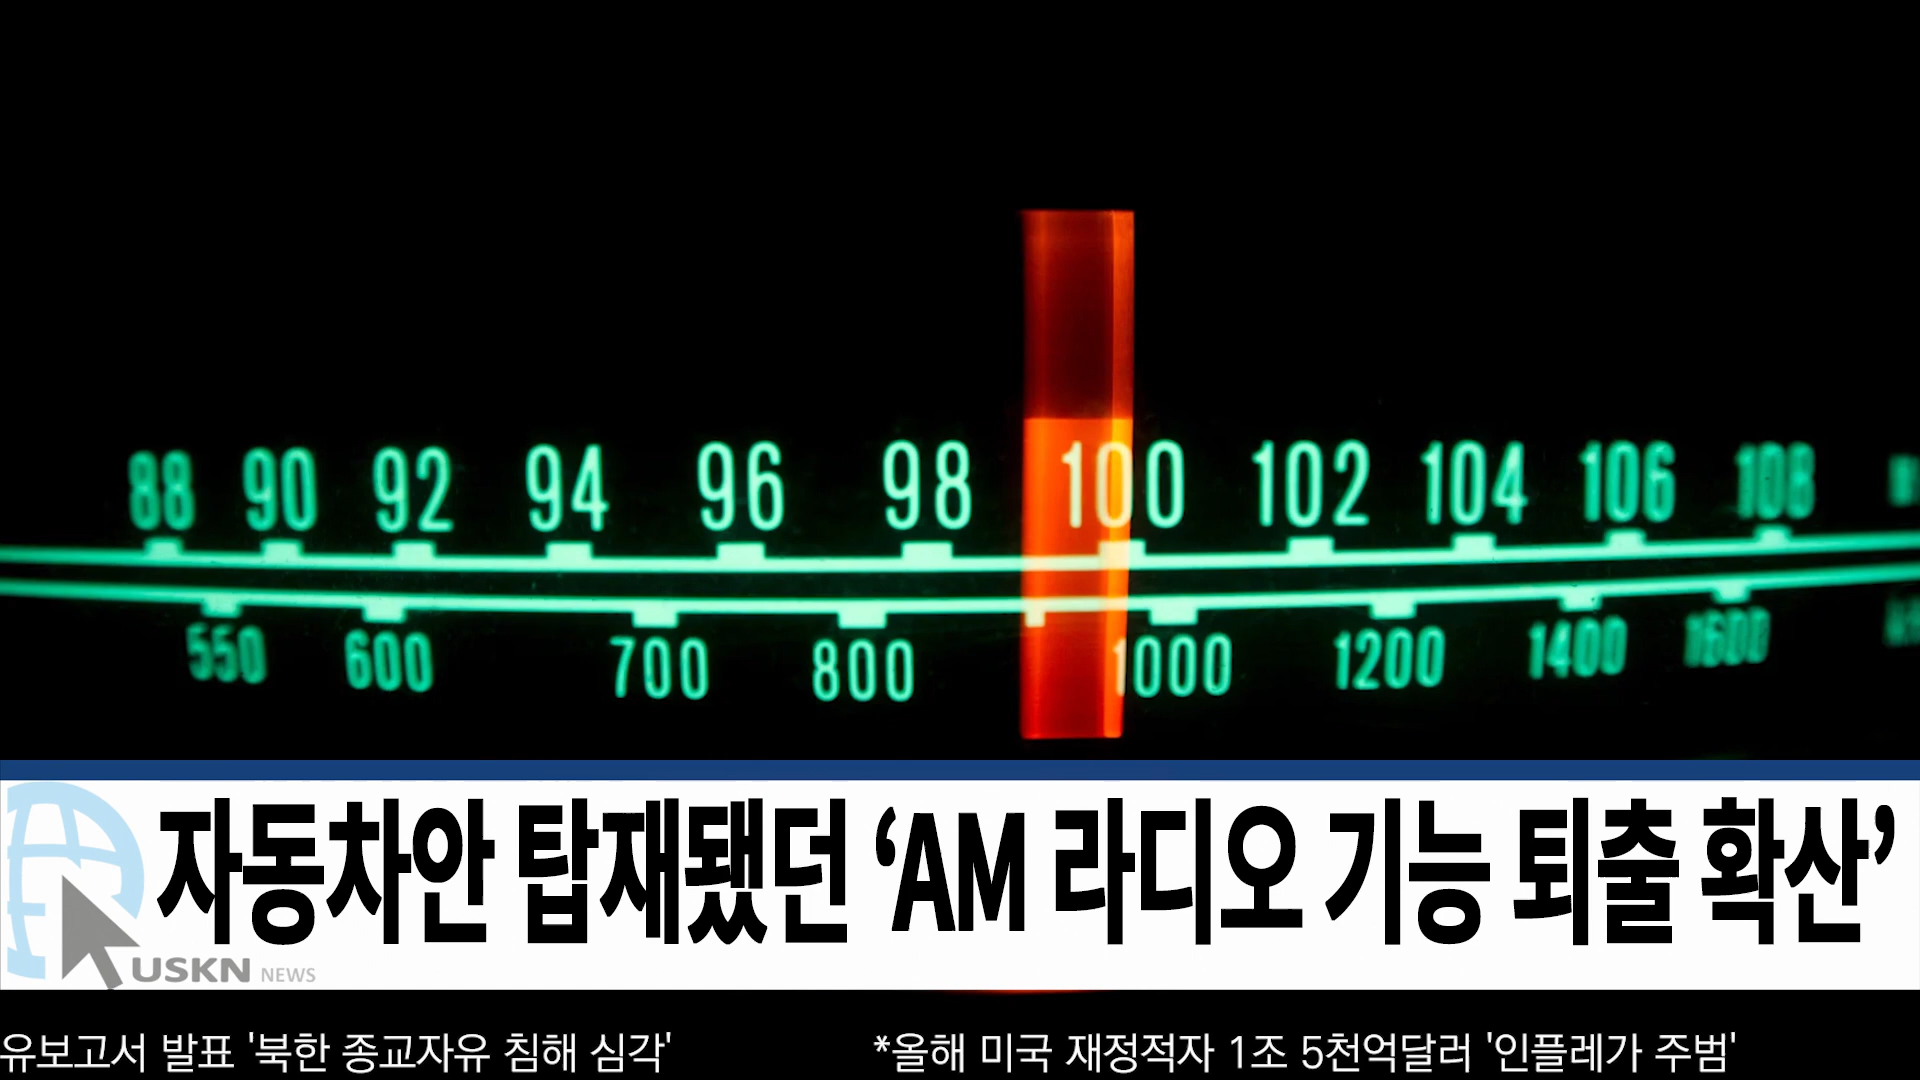 88 90 92 94 96 98 100 102 104 106 108
550 600 700 800 1000 1200 1400 1600
자동차안 탑재됐던 ‘AM 라디오 기능 퇴출 확산’
USKN NEWS
유보고서 발표 '북한 종교자유 침해 심각' *올해 미국 재정적자 1조 5천억달러 '인플레가 주범'